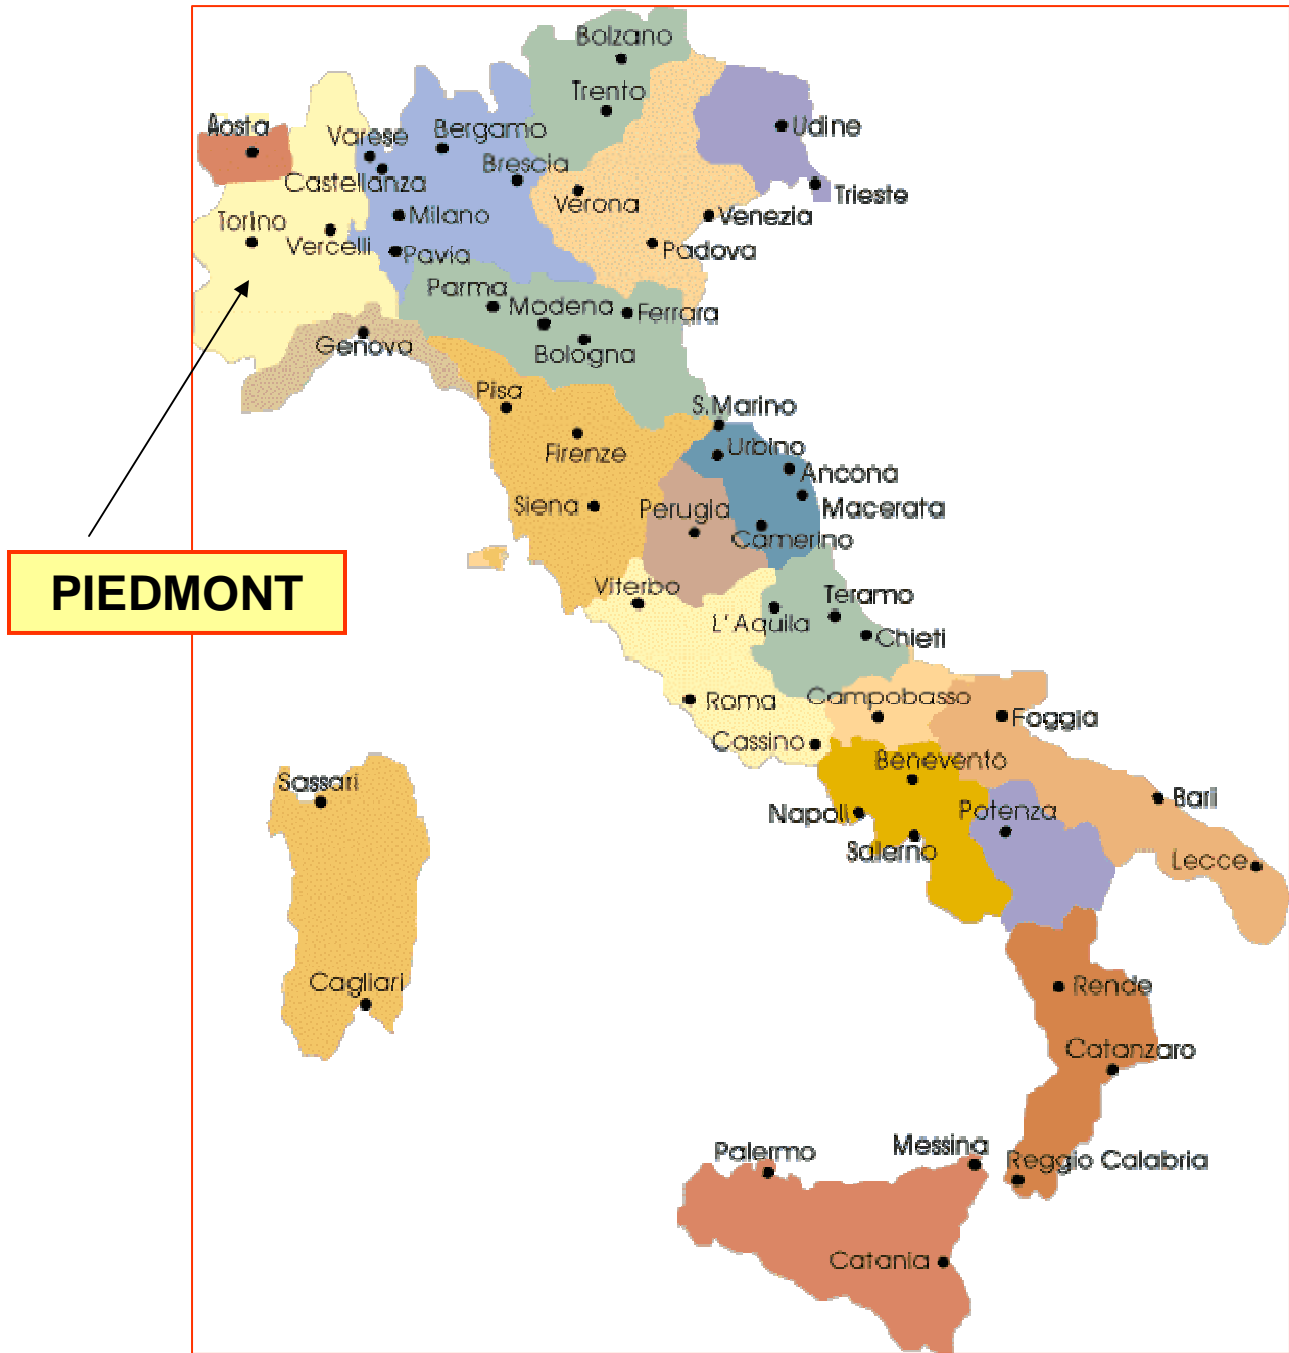 Bolzano
Trento
Aosta
Varese
Bergamo
Udine
Castellanza
Brescia
Trieste
Verona
Torino
Milano
Venezia
Vercelli
Pavia
Padova
Parma
Modena
Ferrara
Genova
Bologna
Pisa
S.Marino
Firenze
Urbino
Ancona
Siena
Perugia
Macerata
Camerino
PIEDMONT
Viterbo
Teramo
L'Aquila
Chieti
Roma
Campobasso
Foggia
Cassino
Benevento
Sassari
Napoli
Potenza
Bari
Salerno
Lecce
Cagliari
Rende
Catanzaro
Palermo
Messina
Reggio Calabria
Catania